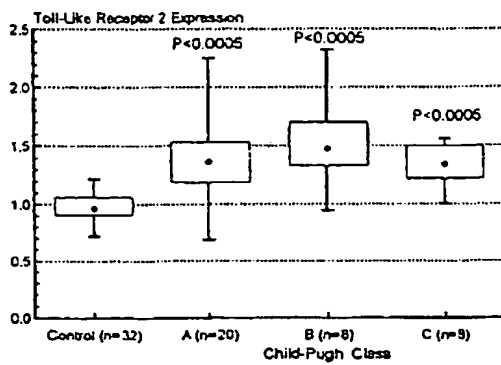 Toll-Like Receptor 2 Expression
2.5
P<0.0005
P<0.0005
2.0
P<0.0005
1.5
1.0
0.5
0.0
Control (n=32) A (n=20) B (n=8) C (n=8)
Child-Pugh Class